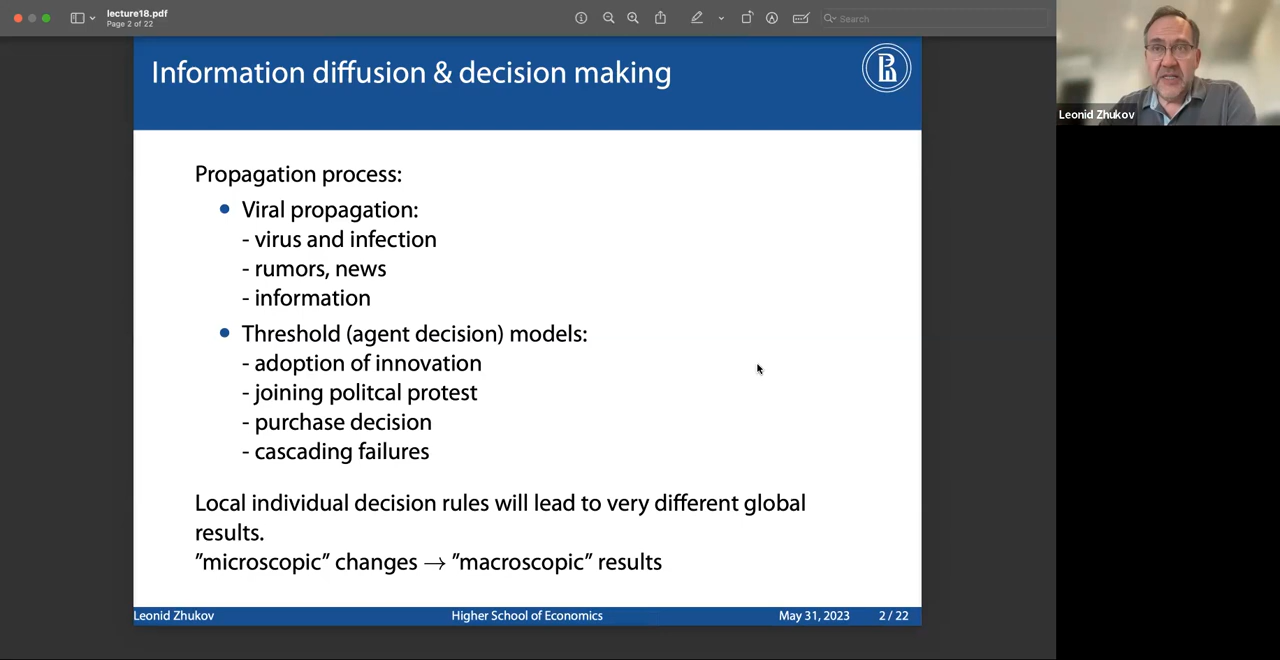 lecture18.pdf
Page 2 of 22
Search
Information diffusion & decision making
Leonid Zhukov
Propagation process:
Viral propagation:
- virus and infection
- rumors, news
- information
Threshold (agent decision) models:
- adoption of innovation
- joining politcal protest
- purchase decision
- cascading failures
Local individual decision rules will lead to very different global
results.
”microscopic” changes → ”macroscopic” results
Leonid Zhukov Higher School of Economics May 31, 2023 2 / 22